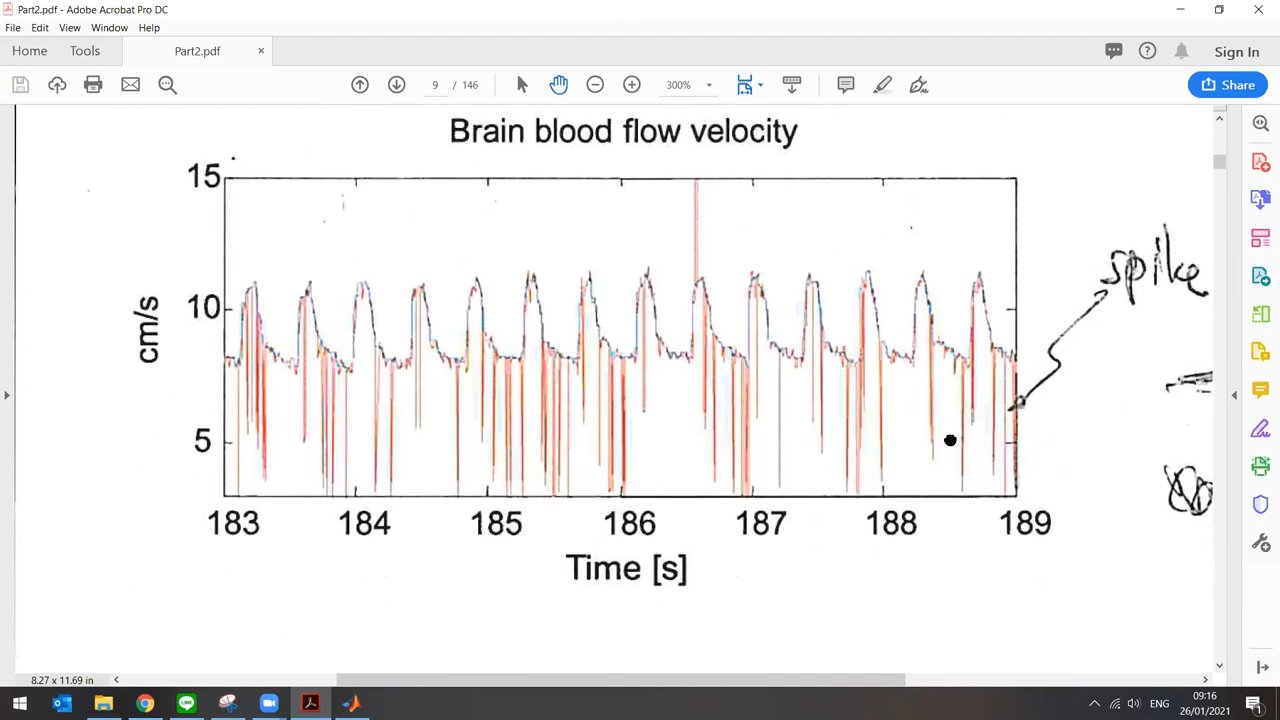 Part2.pdf - Adobe Acrobat Pro DC
File Edit View Window Help
Home Tools Part2.pdf × Sign In
9 / 146 300% Share
Brain blood flow velocity
15
10
5
cm/s
spike
183 184 185 186 187 188 189
Time [s]
8.27 x 11.69 in
ENG
09:16
26/01/2021
1